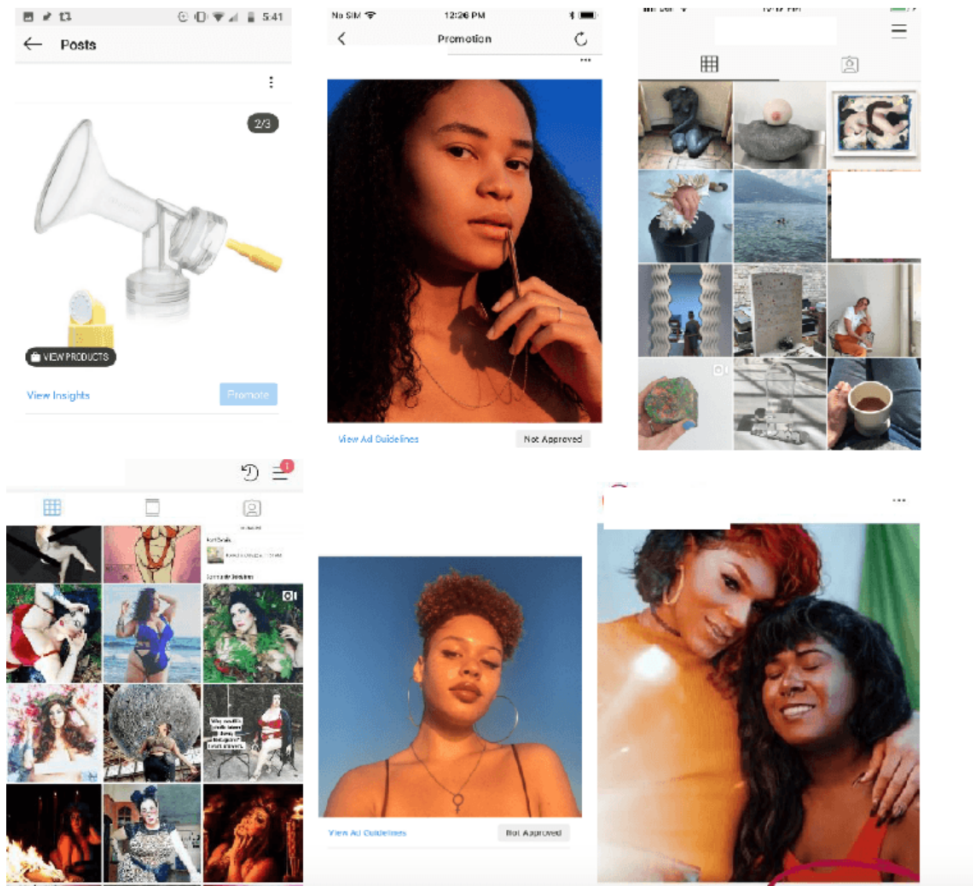 5:41
Posts
2/3
VIEW PRODUCTS
View Insights
Promote
No SIM
12:26 PM
Promotion
View Ad Guidelines
Not Approved
1
View Ad Guidelines
Not Approved